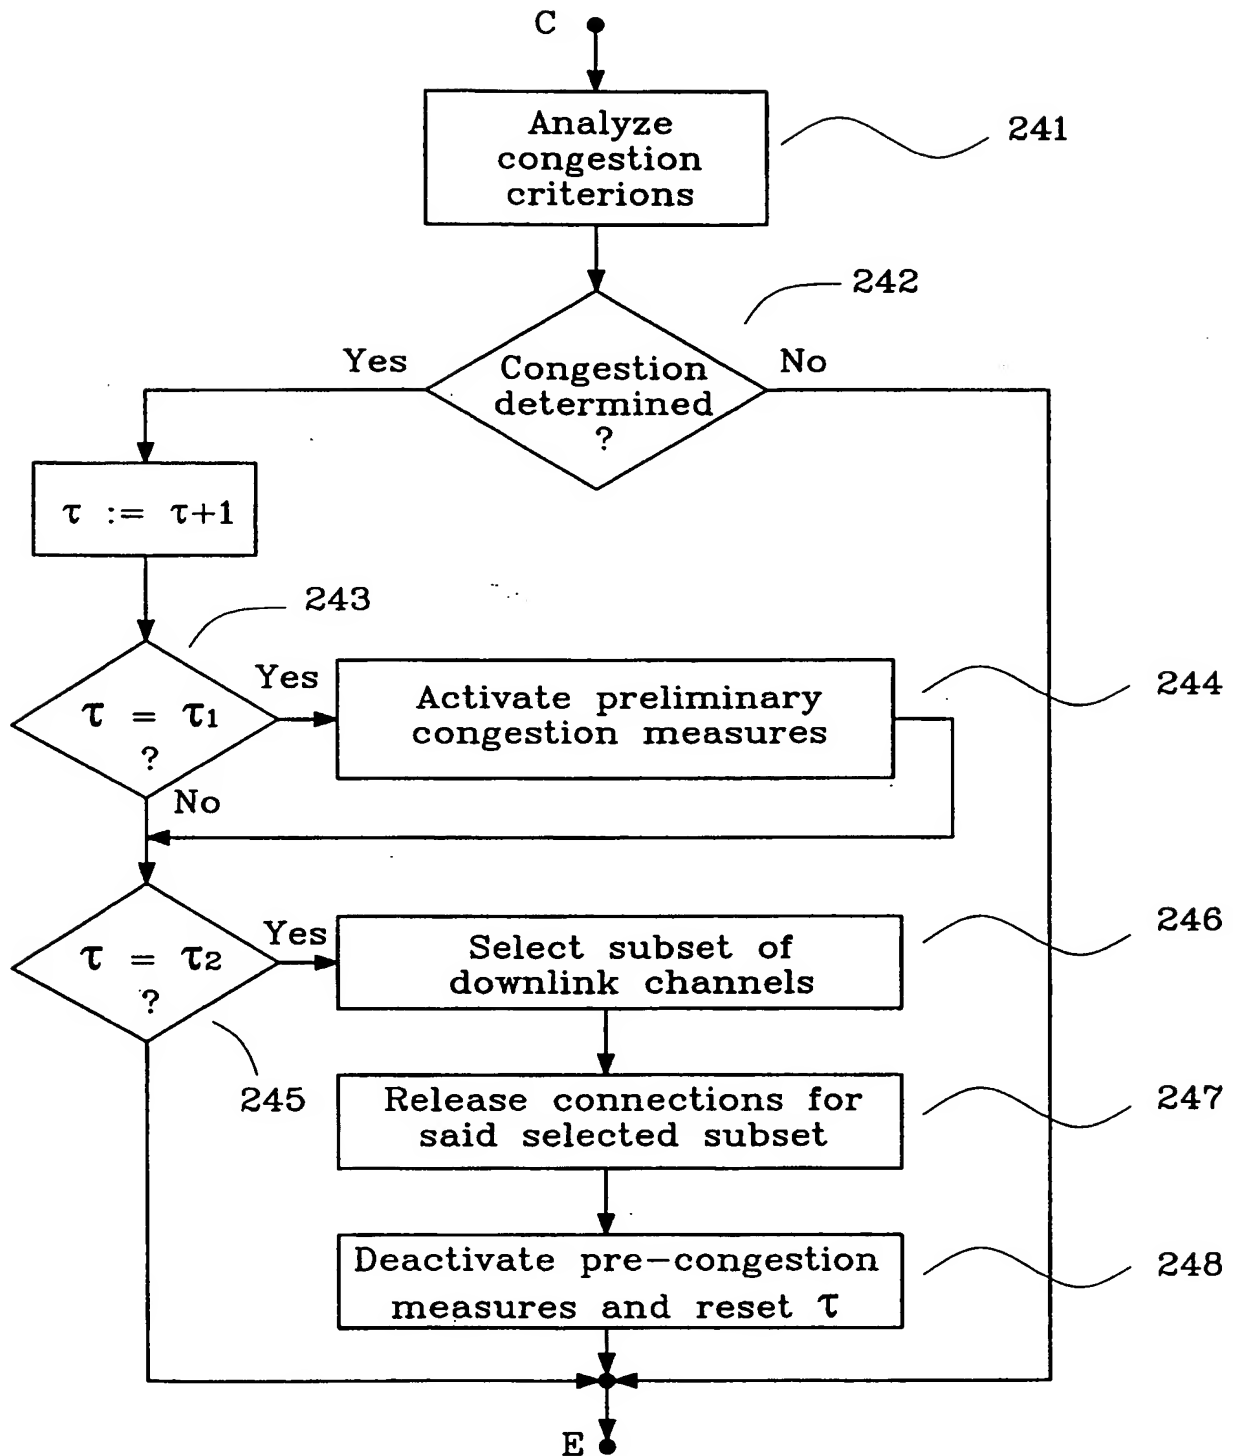 C
Analyze
congestion
criterions
241
242
Yes
Congestion
determined
?
No
τ := τ+1
243
τ = τ1
?
Yes
Activate preliminary
congestion measures
244
No
τ = τ2
?
Yes
Select subset of
downlink channels
246
245
Release connections for
said selected subset
247
Deactivate pre-congestion
measures and reset τ
248
E